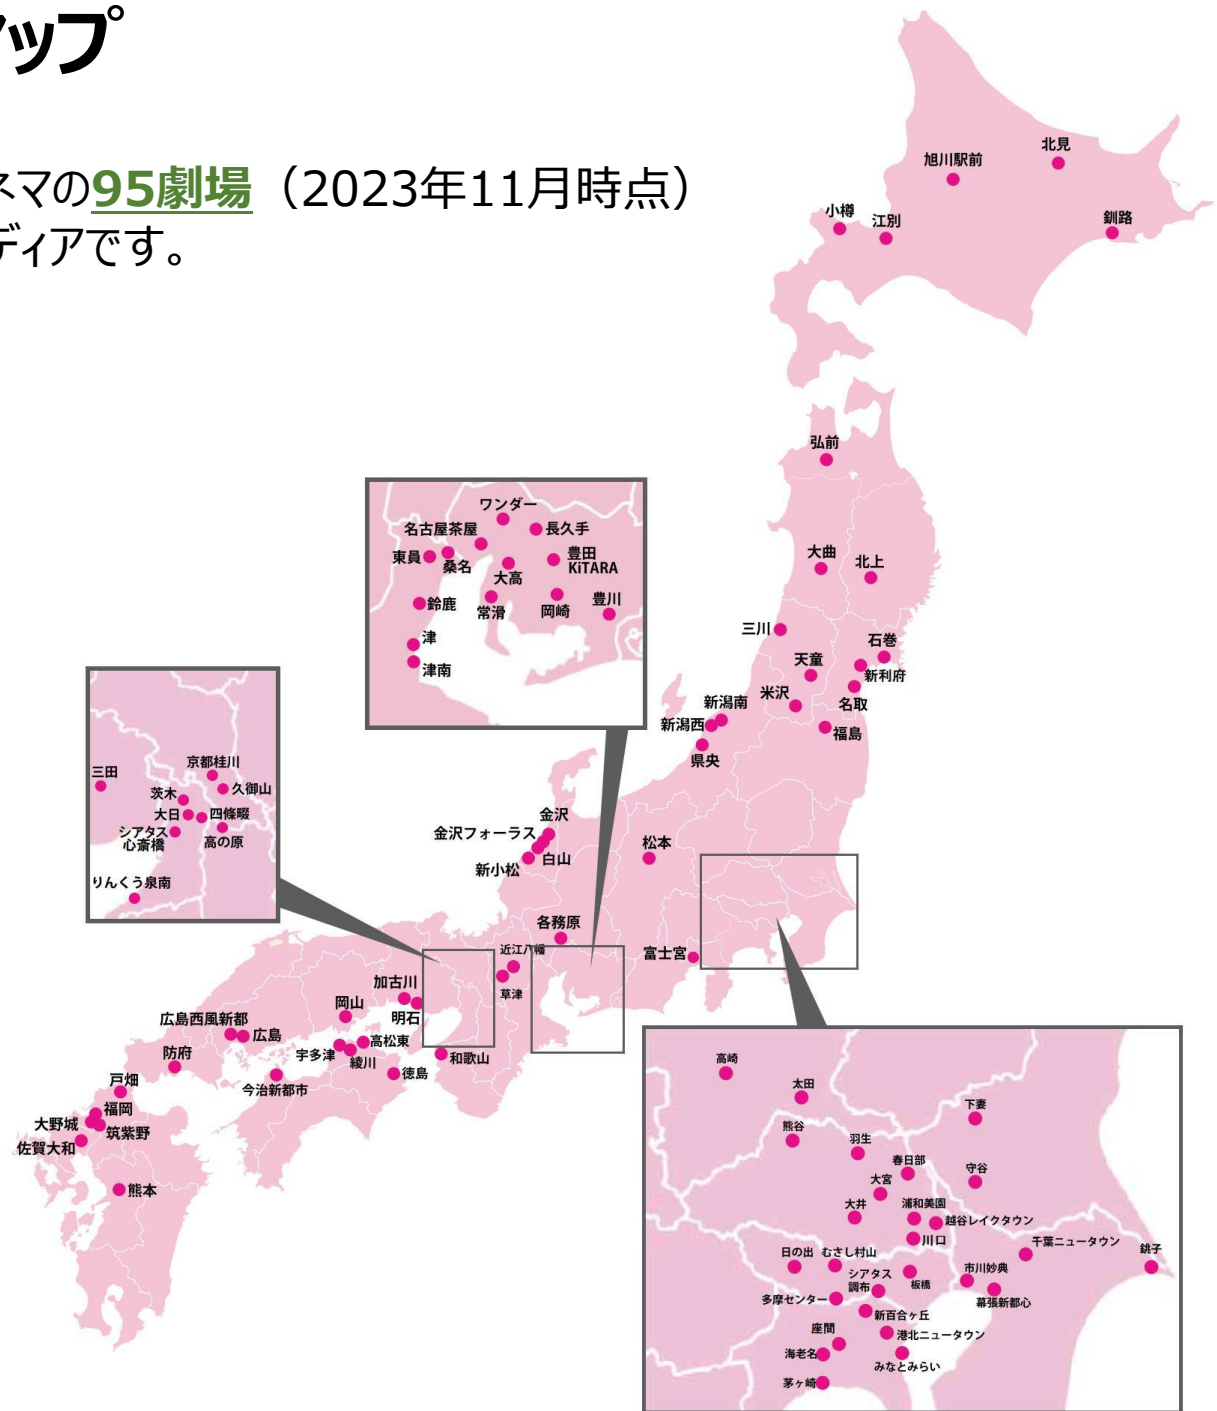 マップ
ネマの95劇場（2023年11月時点）
ディアです。
北見
旭川駅前
小樽
江別
釧路
弘前
大曲
北上
三川
石巻
天童
新利府
米沢
名取
新潟南
新潟西
福島
県央
ワンダー
名古屋茶屋
長久手
東員
桑名
豊田
KiTARA
大高
鈴鹿
常滑
岡崎
豊川
津
津南
京都桂川
三田
久御山
茨木
大日
四條畷
シアタス
心斎橋
高の原
りんくう泉南
金沢
金沢フォーラス
白山
新小松
松本
各務原
富士宮
近江八幡
草津
加古川
明石
岡山
広島西風新都
広島
高松東
宇多津
綾川
和歌山
防府
徳島
今治新都市
戸畑
福岡
大野城
筑紫野
佐賀大和
熊本
高崎
太田
下妻
熊谷
羽生
春日部
守谷
大宮
大井
浦和美園
越谷レイクタウン
川口
千葉ニュータウン
銚子
日の出
むさし村山
シアタス
調布
板橋
市川妙典
幕張新都心
多摩センター
新百合ヶ丘
座間
港北ニュータウン
海老名
みなとみらい
茅ヶ崎